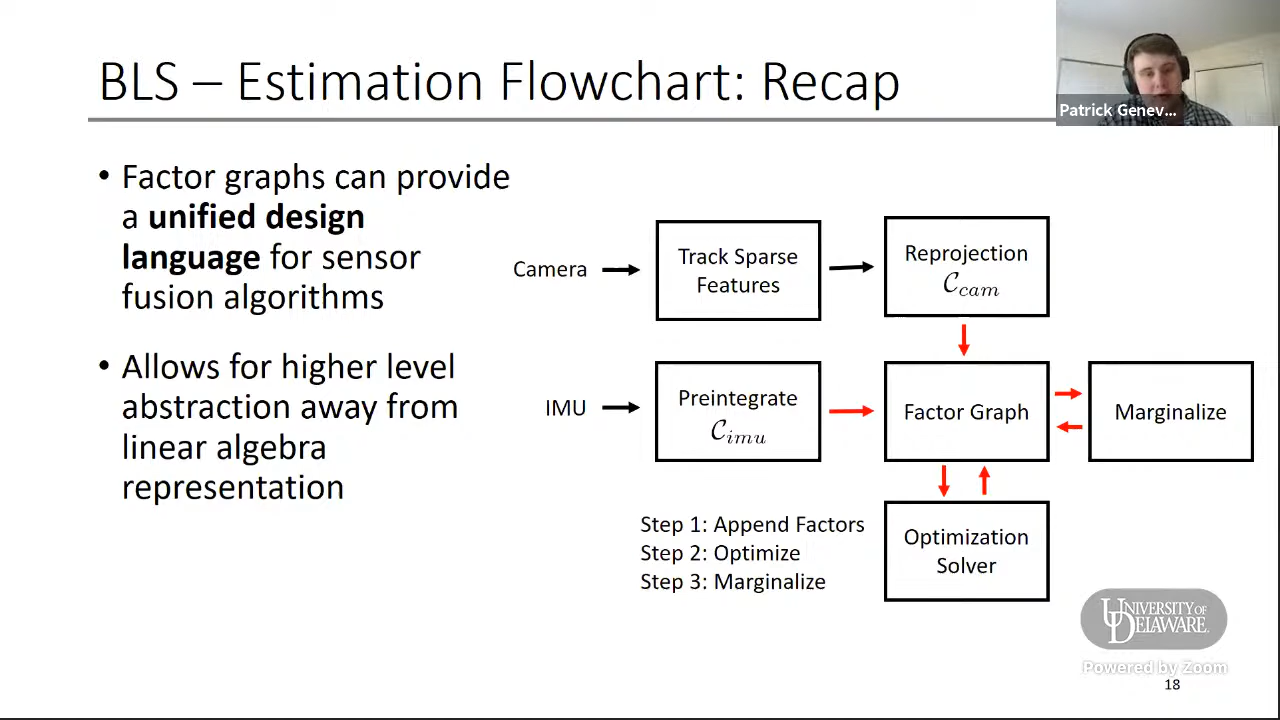 BLS – Estimation Flowchart: Recap
Patrick Genev...
• Factor graphs can provide
a unified design
language for sensor
fusion algorithms
• Allows for higher level
abstraction away from
linear algebra
representation
Camera
Track Sparse
Features
Reprojection
𝒞cam
IMU
Preintegrate
𝒞imu
Factor Graph
Marginalize
Step 1: Append Factors
Step 2: Optimize
Step 3: Marginalize
Optimization
Solver
UNIVERSITY OF
DELAWARE.
Powered by Zoom
18